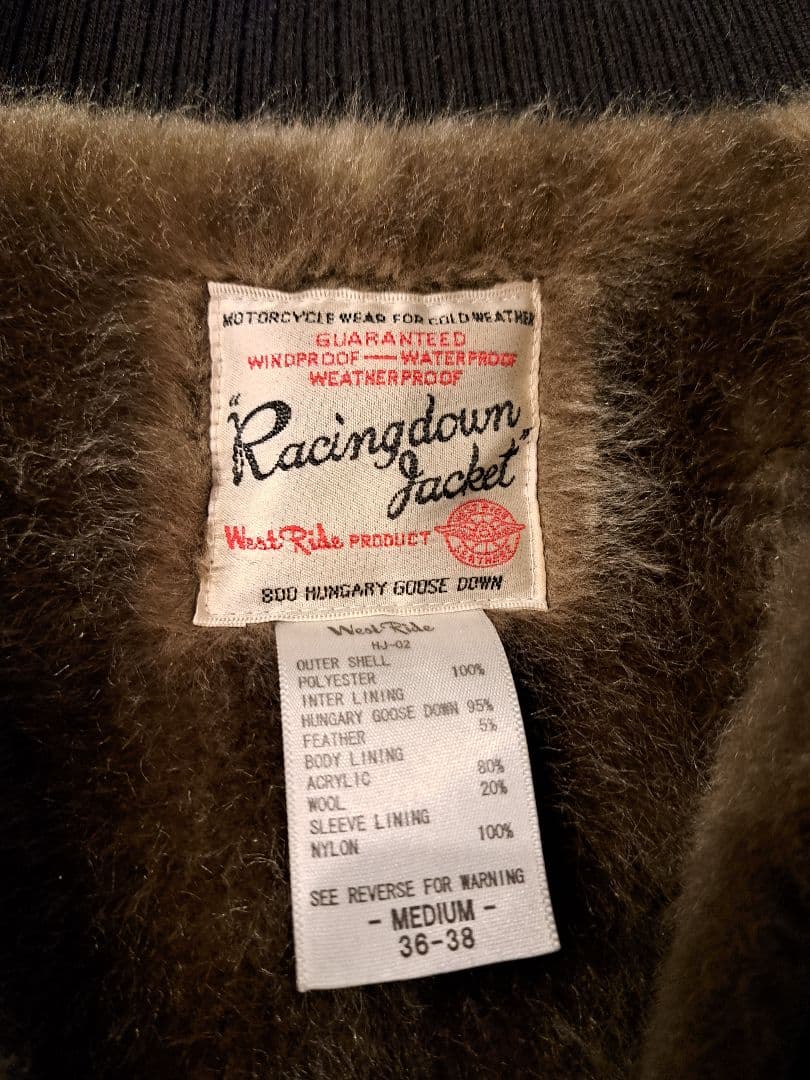 MOTORCYCLE WEAR FOR COLD WEATHER
GUARANTEED
WINDPROOF — WATERPROOF
WEATHERPROOF
"Racingdown
Jacket"
West Ride PRODUCT
800 HUNGARY GOOSE DOWN
West Ride
HJ-02
OUTER SHELL
POLYESTER 100%
INTER LINING
HUNGARY GOOSE DOWN 95%
FEATHER 5%
BODY LINING
ACRYLIC 80%
WOOL 20%
SLEEVE LINING
NYLON 100%
SEE REVERSE FOR WARNING
- MEDIUM -
36-38